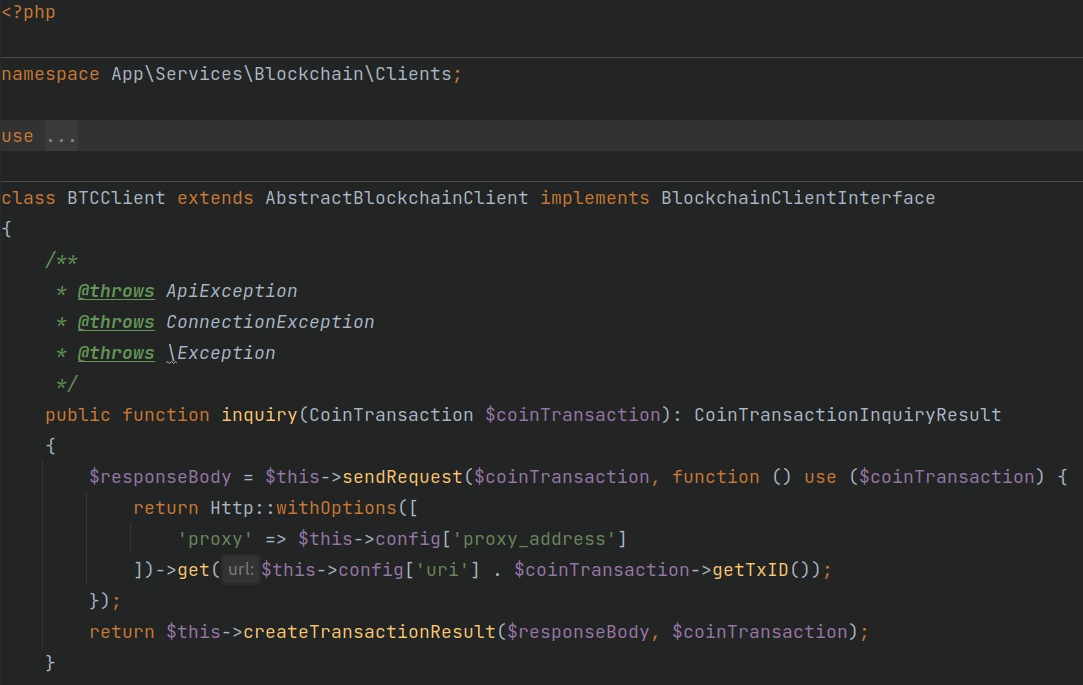 <?php
namespace App\Services\Blockchain\Clients;
use ...
class BTCClient extends AbstractBlockchainClient implements BlockchainClientInterface
{
    /**
     * @throws ApiException
     * @throws ConnectionException
     * @throws \Exception
     */
    public function inquiry(CoinTransaction $coinTransaction): CoinTransactionInquiryResult
    {
        $responseBody = $this->sendRequest($coinTransaction, function () use ($coinTransaction) {
            return Http::withOptions([
                'proxy' => $this->config['proxy_address']
            ])->get( url: $this->config['uri'] . $coinTransaction->getTxID());
        });
        return $this->createTransactionResult($responseBody, $coinTransaction);
    }